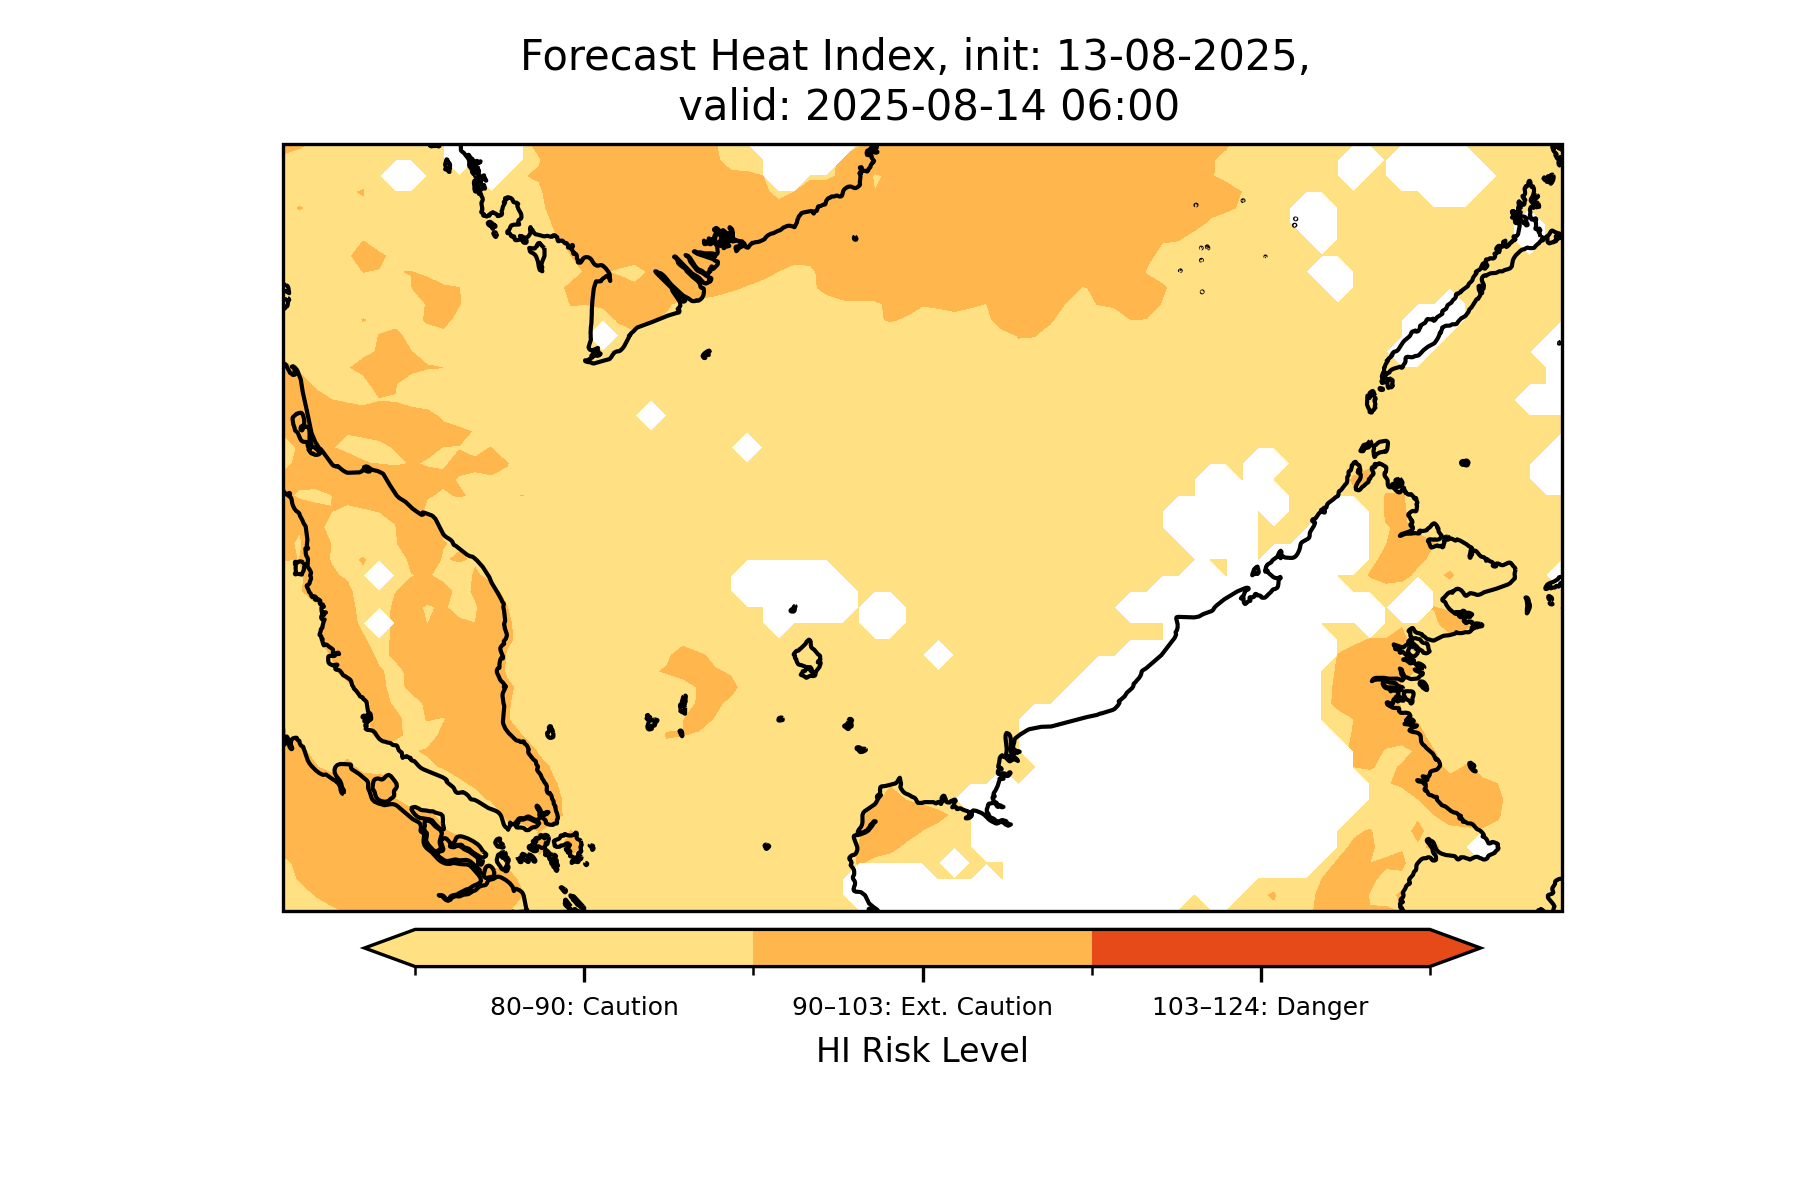 Forecast Heat Index, init: 13-08-2025,
valid: 2025-08-14 06:00
80–90: Caution
90–103: Ext. Caution
103–124: Danger
HI Risk Level